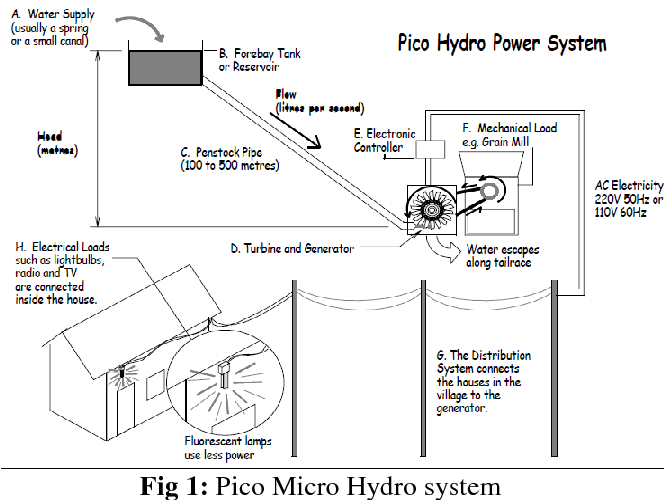 A. Water Supply
(usually a spring
or a small canal)
B. Forebay Tank
or Reservoir
Pico Hydro Power System
Flow
(litres per second)
Head
(metres)
C. Penstock Pipe
(100 to 500 metres)
E. Electronic
Controller
F. Mechanical Load
e.g. Grain Mill
AC Electricity
220V 50Hz or
110V 60Hz
D. Turbine and Generator
Water escapes
along tailrace
H. Electrical Loads
such as lightbulbs,
radio and TV
are connected
inside the house.
G. The Distribution
System connects
the houses in the
village to the
generator.
Fluorescent lamps
use less power
Fig 1: Pico Micro Hydro system